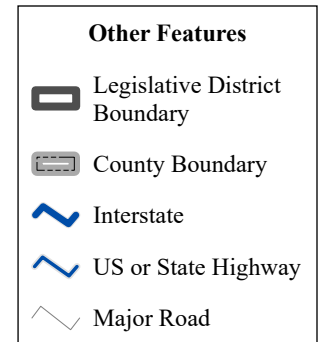 Other Features
Legislative District
Boundary
County Boundary
Interstate
US or State Highway
Major Road